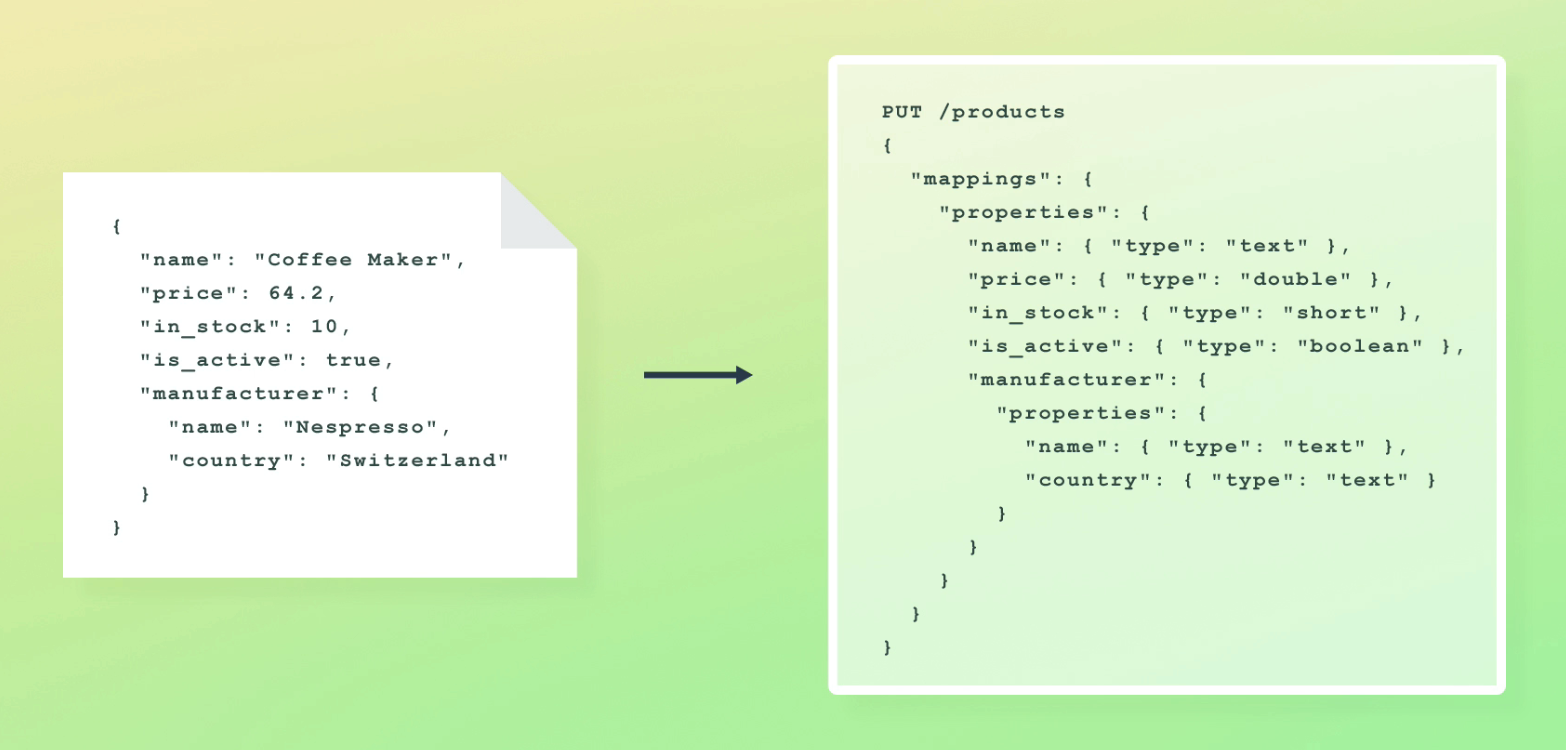 {
  "name": "Coffee Maker",
  "price": 64.2,
  "in_stock": 10,
  "is_active": true,
  "manufacturer": {
    "name": "Nespresso",
    "country": "Switzerland"
  }
}
PUT /products
{
  "mappings": {
    "properties": {
      "name": { "type": "text" },
      "price": { "type": "double" },
      "in_stock": { "type": "short" },
      "is_active": { "type": "boolean" },
      "manufacturer": {
        "properties": {
          "name": { "type": "text" },
          "country": { "type": "text" }
        }
      }
    }
  }
}